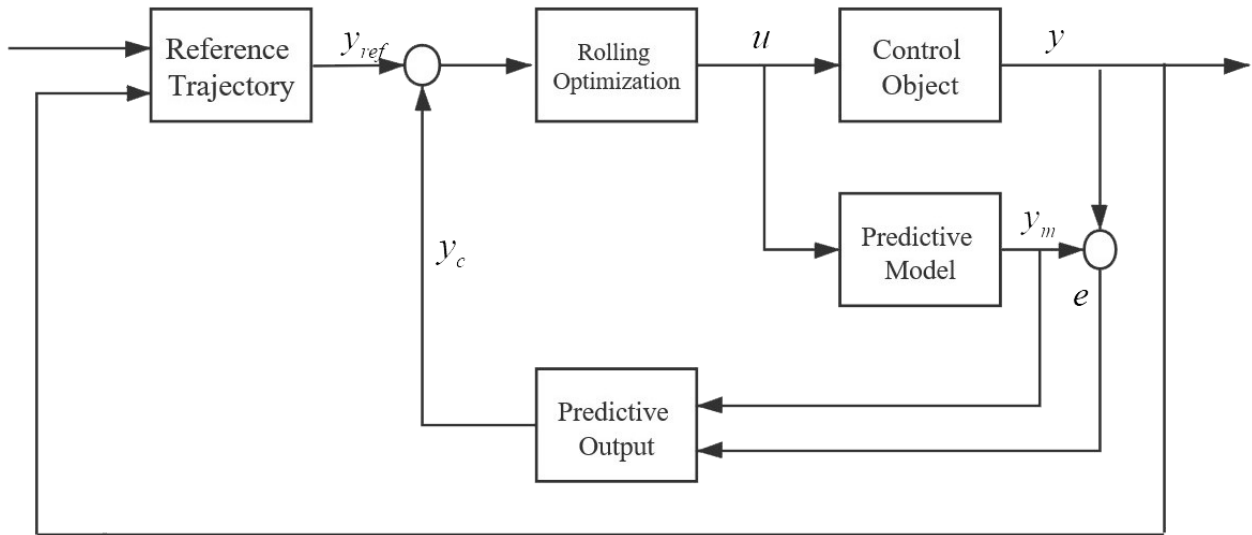 Reference
Trajectory
y_ref
Rolling
Optimization
u
Control
Object
y
Predictive
Model
y_m
e
y_c
Predictive
Output